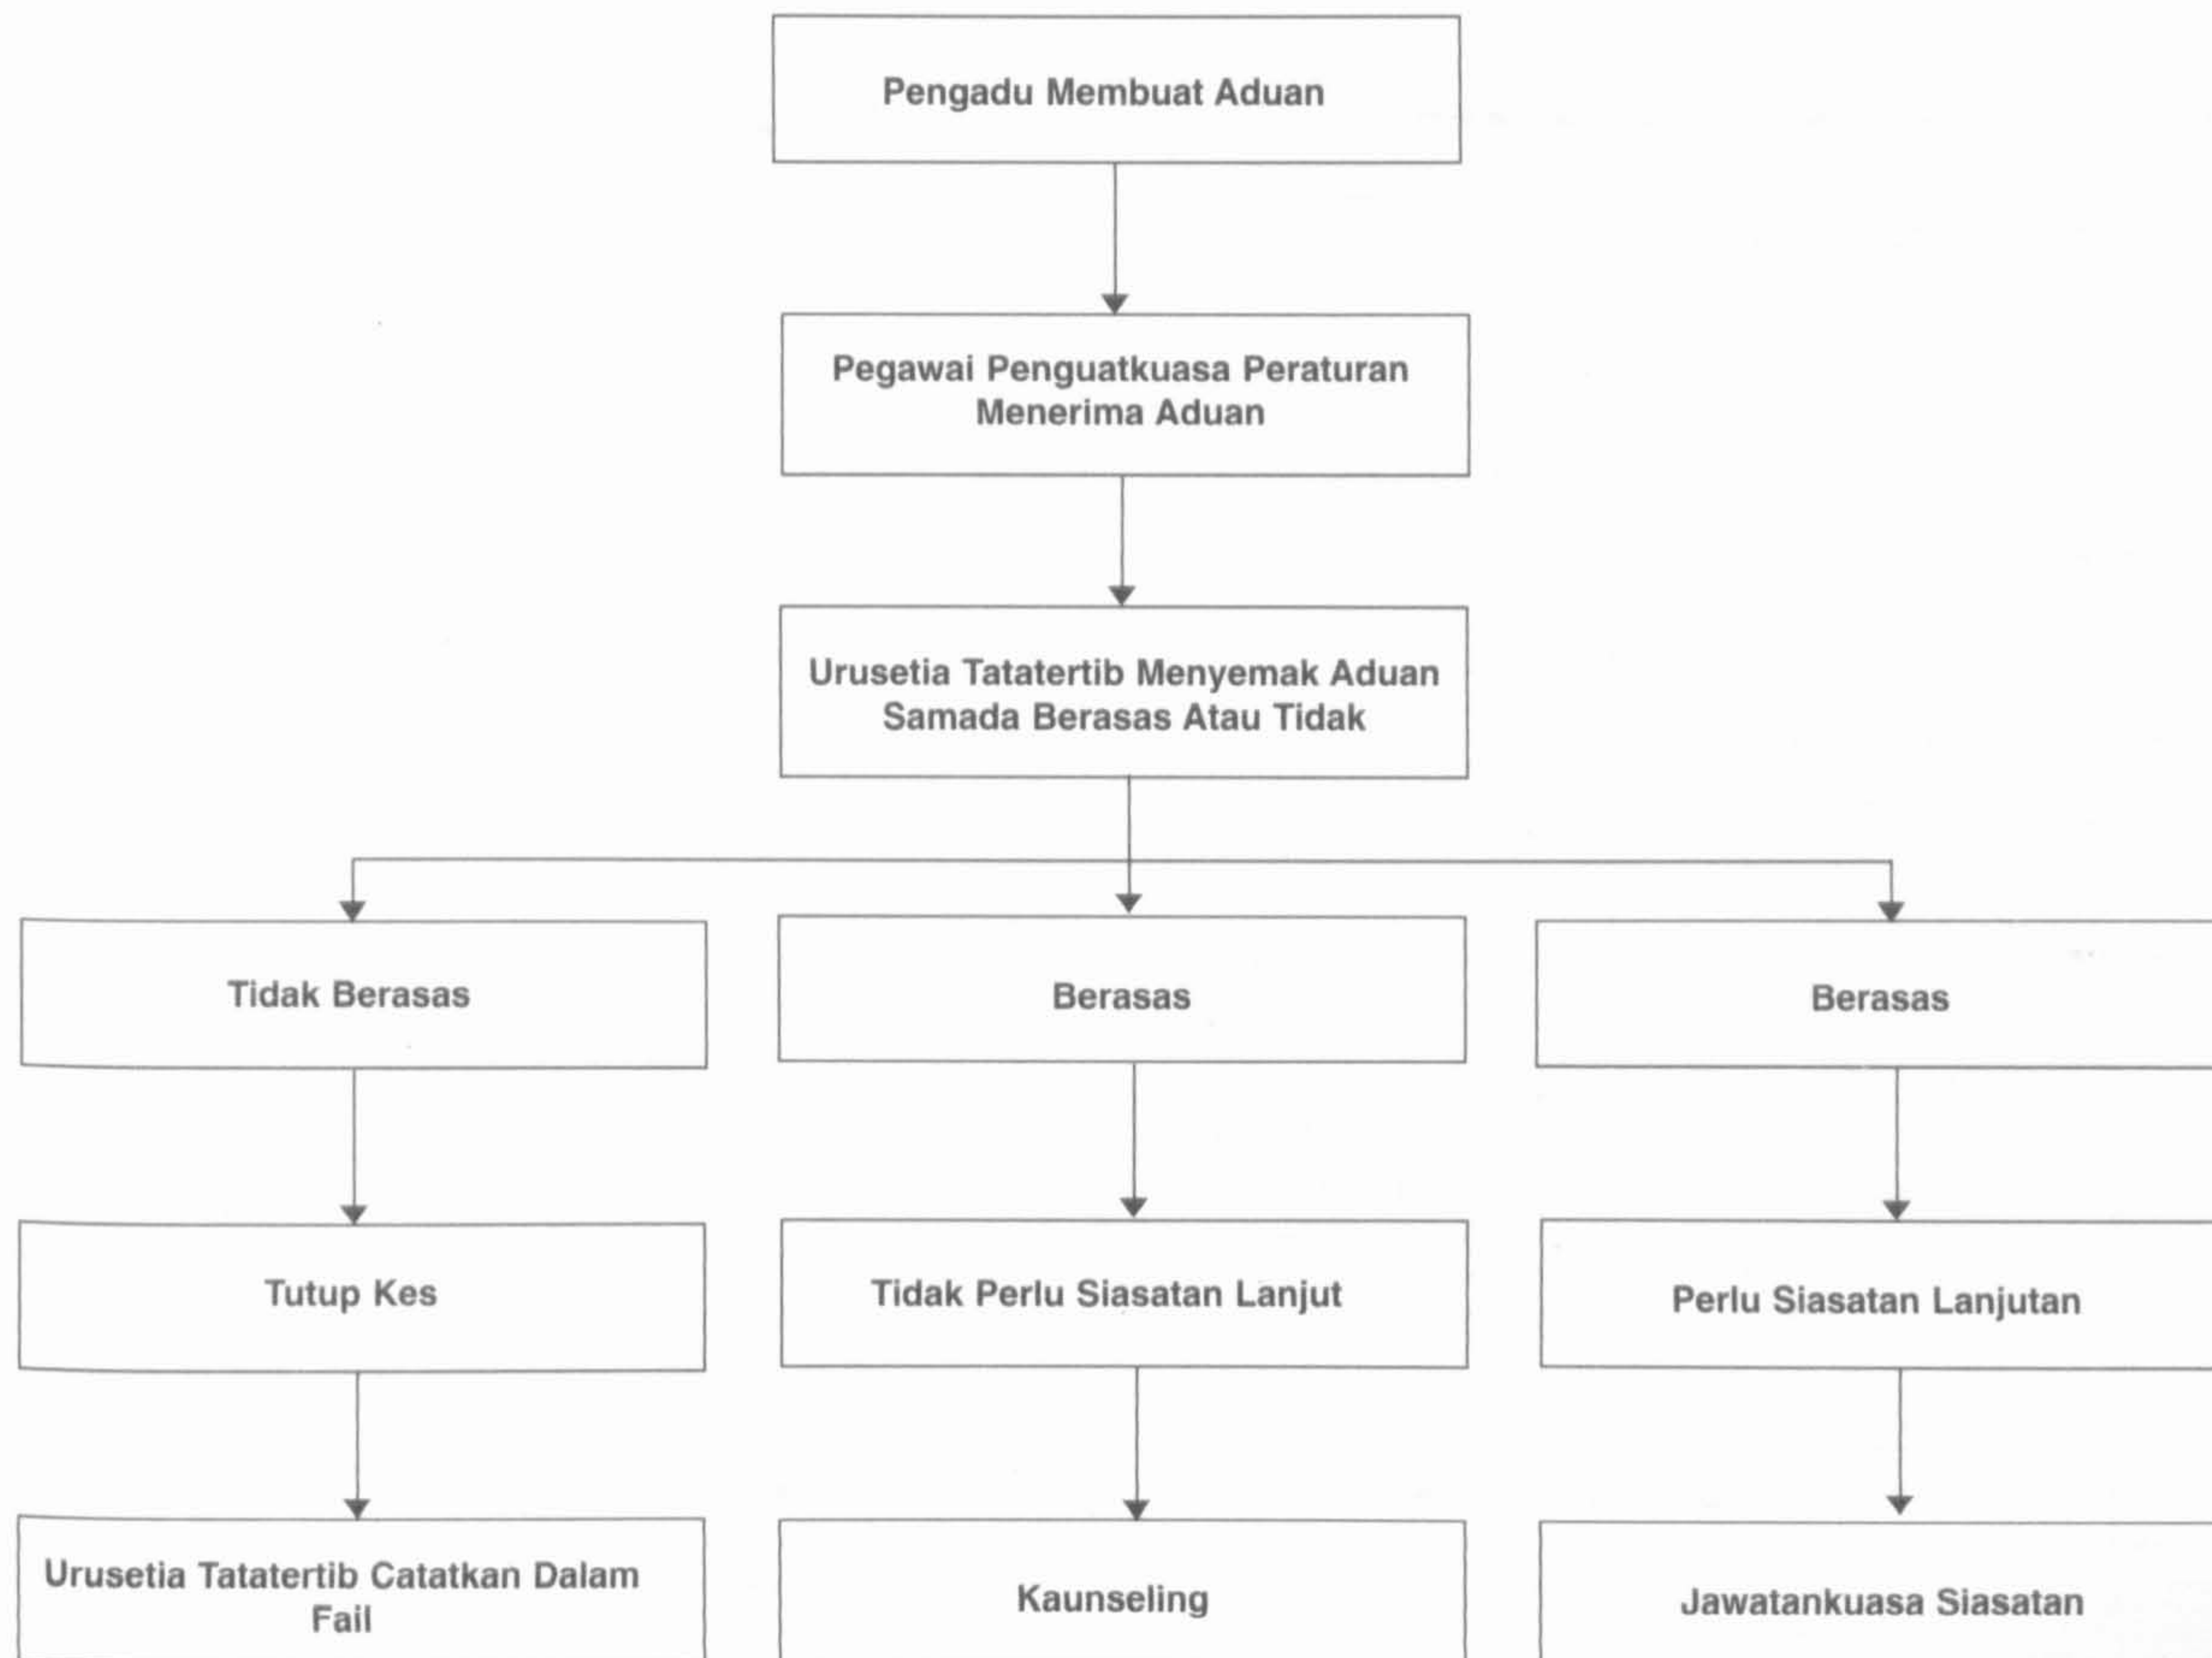 Pengadu Membuat Aduan
Pegawai Penguatkuasa Peraturan
Menerima Aduan
Urusetia Tatatertib Menyemak Aduan
Samada Berasas Atau Tidak
Tidak Berasas
Berasas
Berasas
Tutup Kes
Tidak Perlu Siasatan Lanjut
Perlu Siasatan Lanjutan
Urusetia Tatatertib Catatkan Dalam
Fail
Kaunseling
Jawatankuasa Siasatan